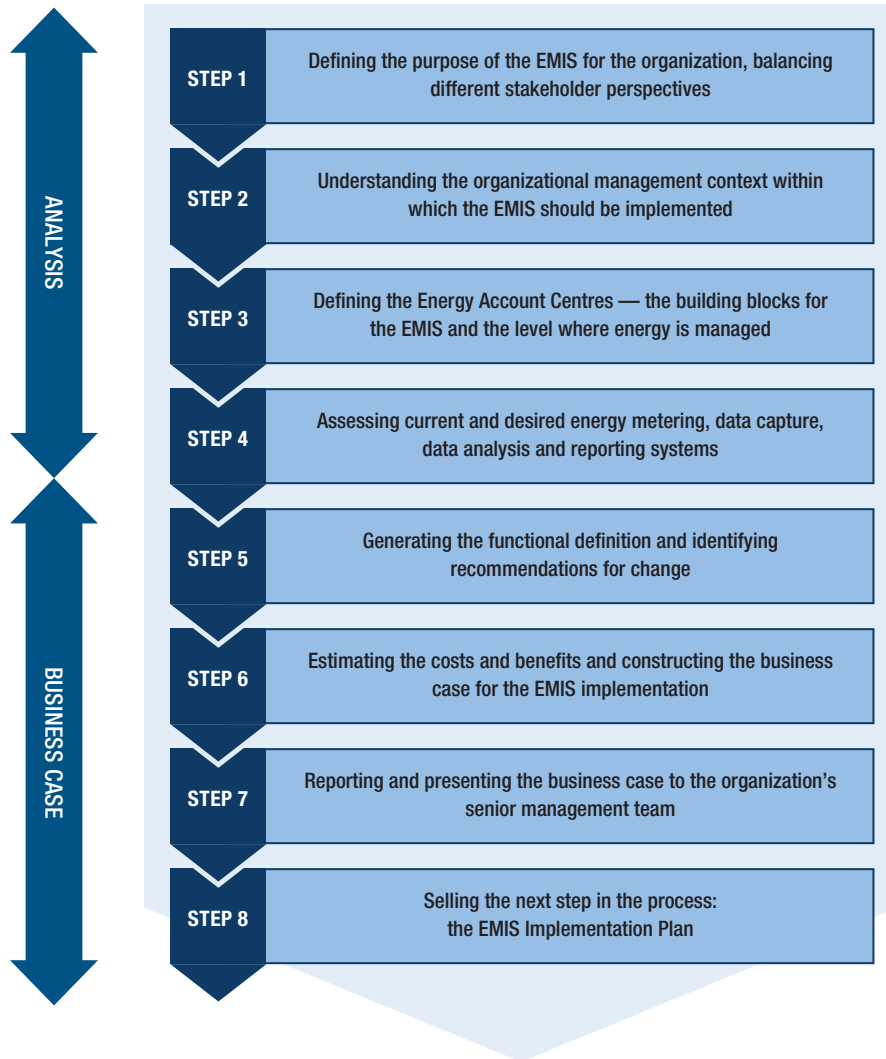 ANALYSIS
STEP 1
Defining the purpose of the EMIS for the organization, balancing
different stakeholder perspectives
STEP 2
Understanding the organizational management context within
which the EMIS should be implemented
STEP 3
Defining the Energy Account Centres — the building blocks for
the EMIS and the level where energy is managed
STEP 4
Assessing current and desired energy metering, data capture,
data analysis and reporting systems
BUSINESS CASE
STEP 5
Generating the functional definition and identifying
recommendations for change
STEP 6
Estimating the costs and benefits and constructing the business
case for the EMIS implementation
STEP 7
Reporting and presenting the business case to the organization’s
senior management team
STEP 8
Selling the next step in the process:
the EMIS Implementation Plan